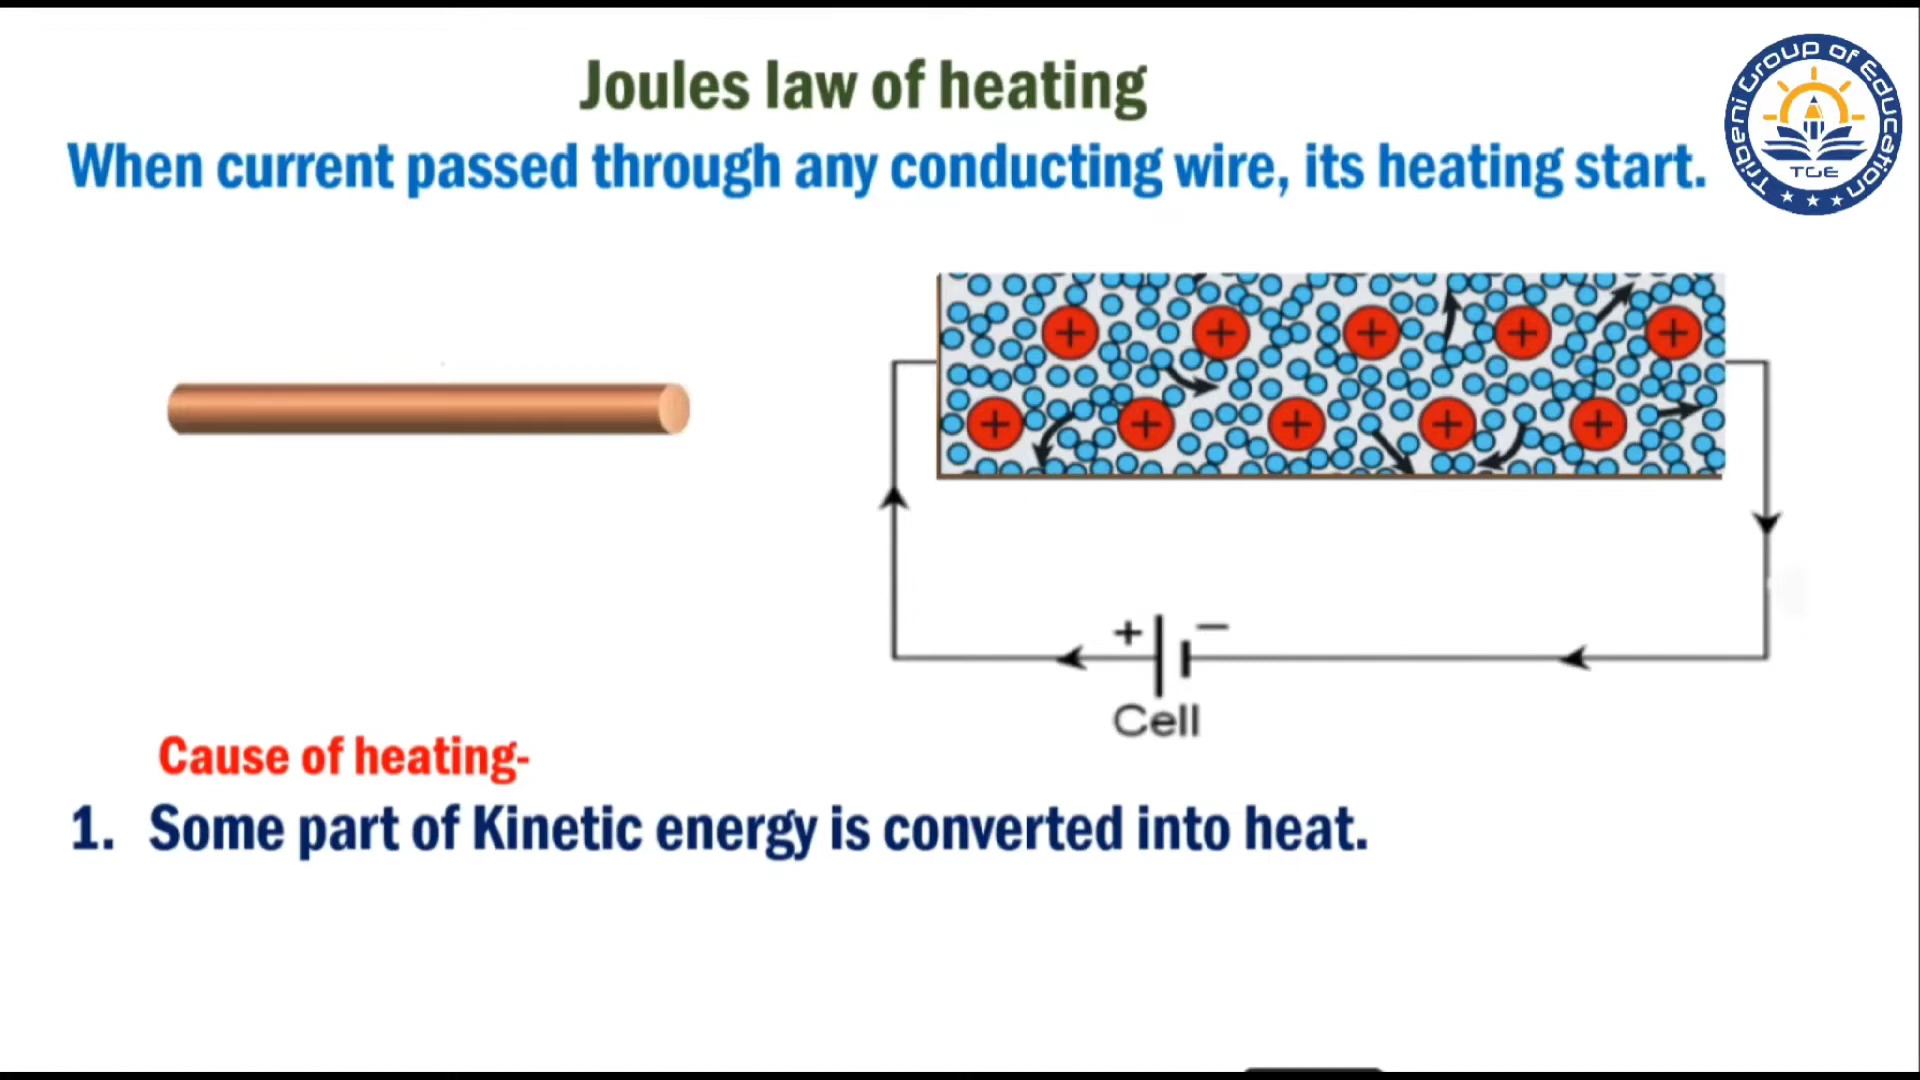 Joules law of heating
When current passed through any conducting wire, its heating start.
Tribeni Group of Education
TGE
+ + + + +
+ + + + +
+ −
Cell
Cause of heating-
1. Some part of Kinetic energy is converted into heat.